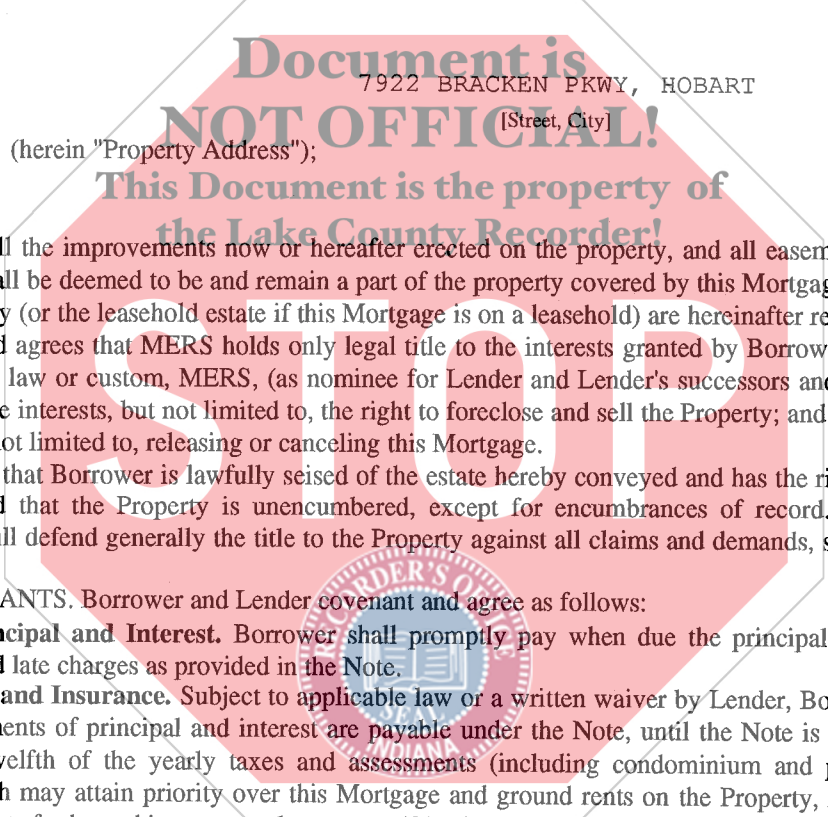 Document is
7922 BRACKEN PKWY, HOBART
NOT OFFICIAL!
[Street, City]
(herein "Property Address");
This Document is the property of
the Lake County Recorder!
ll the improvements now or hereafter erected on the property, and all easem
all be deemed to be and remain a part of the property covered by this Mortgag
y (or the leasehold estate if this Mortgage is on a leasehold) are hereinafter re
d agrees that MERS holds only legal title to the interests granted by Borrow
law or custom, MERS, (as nominee for Lender and Lender's successors and
e interests, but not limited to, the right to foreclose and sell the Property; and
ot limited to, releasing or canceling this Mortgage.
that Borrower is lawfully seised of the estate hereby conveyed and has the ri
d that the Property is unencumbered, except for encumbrances of record.
ll defend generally the title to the Property against all claims and demands, s
STOP
ANTS. Borrower and Lender covenant and agree as follows:
ncipal and Interest. Borrower shall promptly pay when due the principal
d late charges as provided in the Note.
and Insurance. Subject to applicable law or a written waiver by Lender, Bo
ments of principal and interest are payable under the Note, until the Note is
welfth of the yearly taxes and assessments (including condominium and p
h may attain priority over this Mortgage and ground rents on the Property,
RECORDER'S OFFICE
SEAL
INDIANA